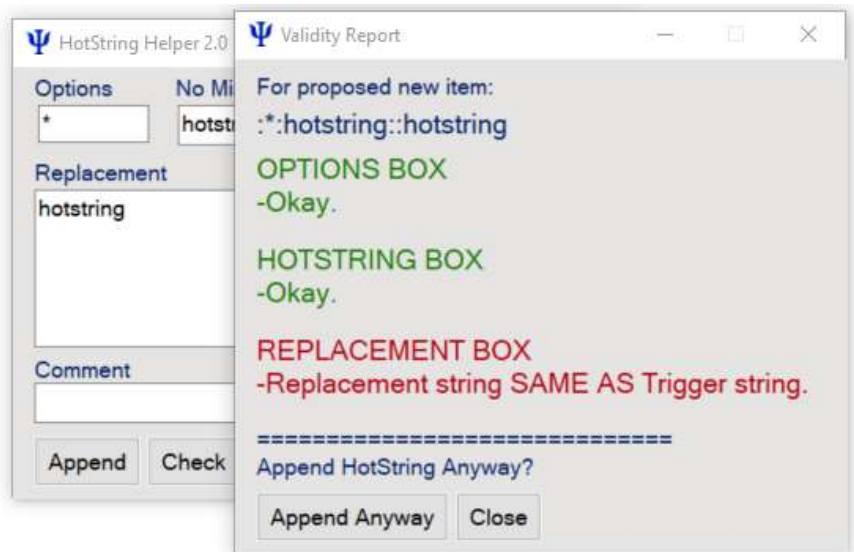 HotString Helper 2.0
Options
No Mi
*
hotstr
Replacement
hotstring
Comment
Append
Check
Validity Report
For proposed new item:
:*:hotstring::hotstring
OPTIONS BOX
-Okay.
HOTSTRING BOX
-Okay.
REPLACEMENT BOX
-Replacement string SAME AS Trigger string.
==============================
Append HotString Anyway?
Append Anyway
Close